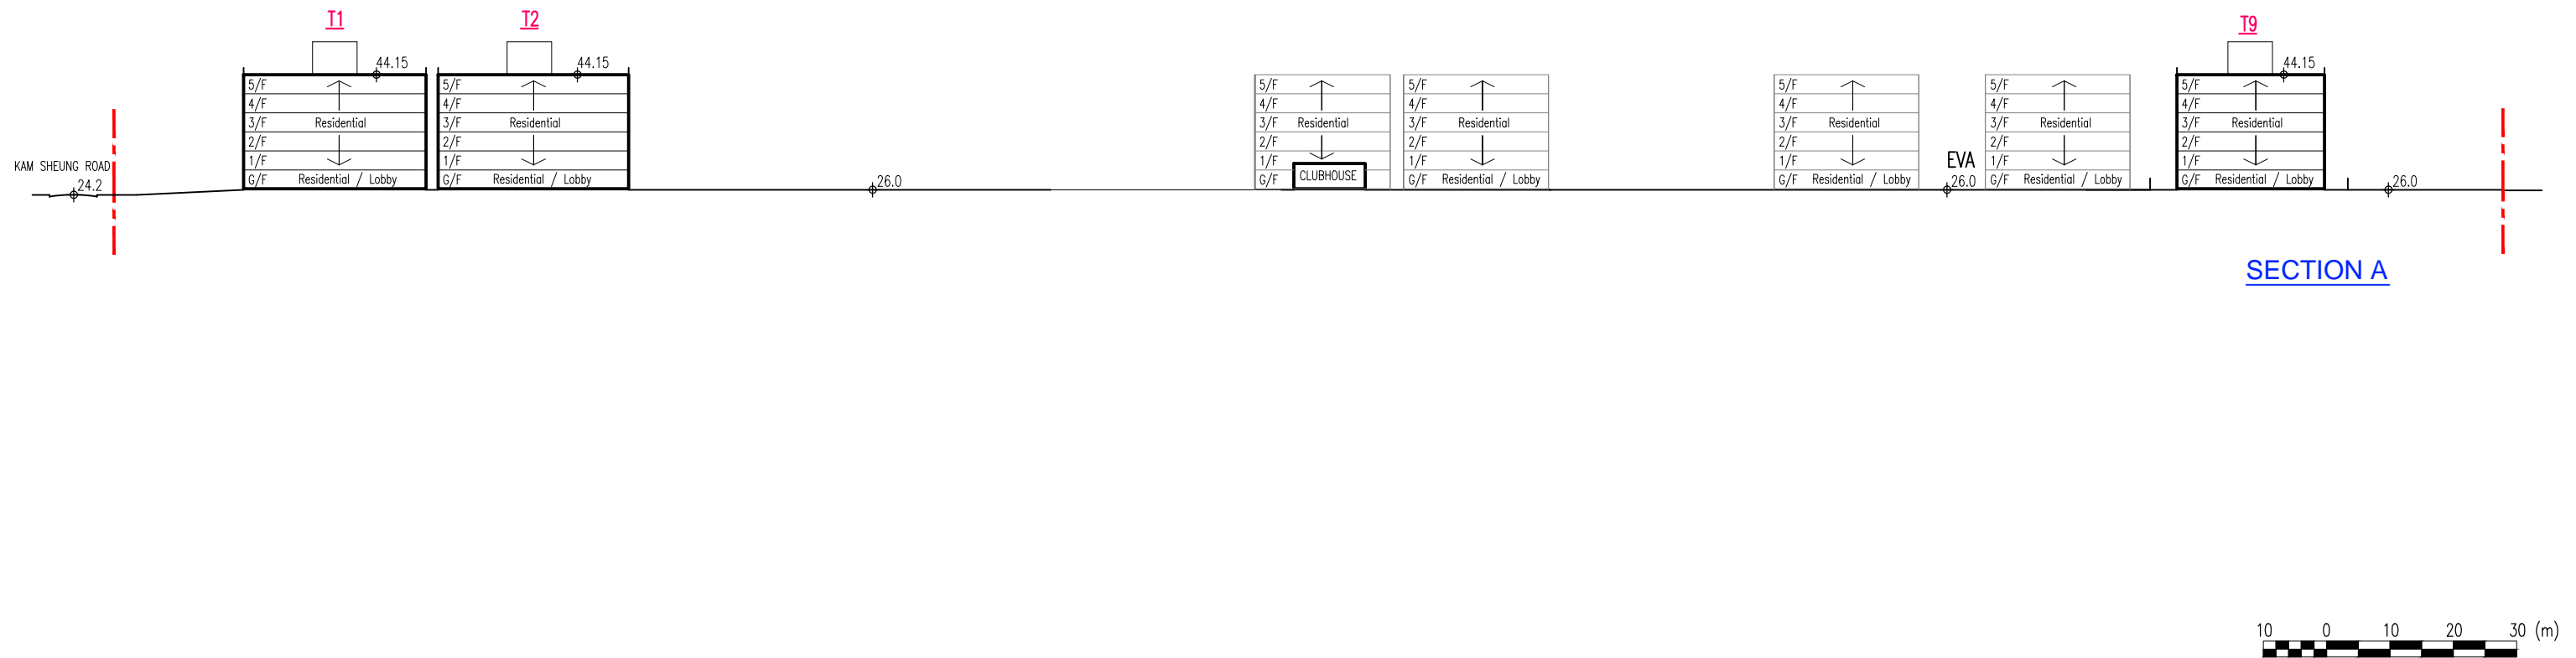 T1
T2
T9
44.15
44.15
44.15
5/F
4/F
3/F Residential
2/F
1/F
G/F Residential / Lobby
5/F
4/F
3/F Residential
2/F
1/F
G/F Residential / Lobby
5/F
4/F
3/F Residential
2/F
1/F
G/F
CLUBHOUSE
5/F
4/F
3/F Residential
2/F
1/F
G/F Residential / Lobby
5/F
4/F
3/F Residential
2/F
1/F
G/F Residential / Lobby
EVA
5/F
4/F
3/F Residential
2/F
1/F
G/F Residential / Lobby
5/F
4/F
3/F Residential
2/F
1/F
G/F Residential / Lobby
KAM SHEUNG ROAD
24.2
26.0
26.0
26.0
SECTION A
10 0 10 20 30 (m)